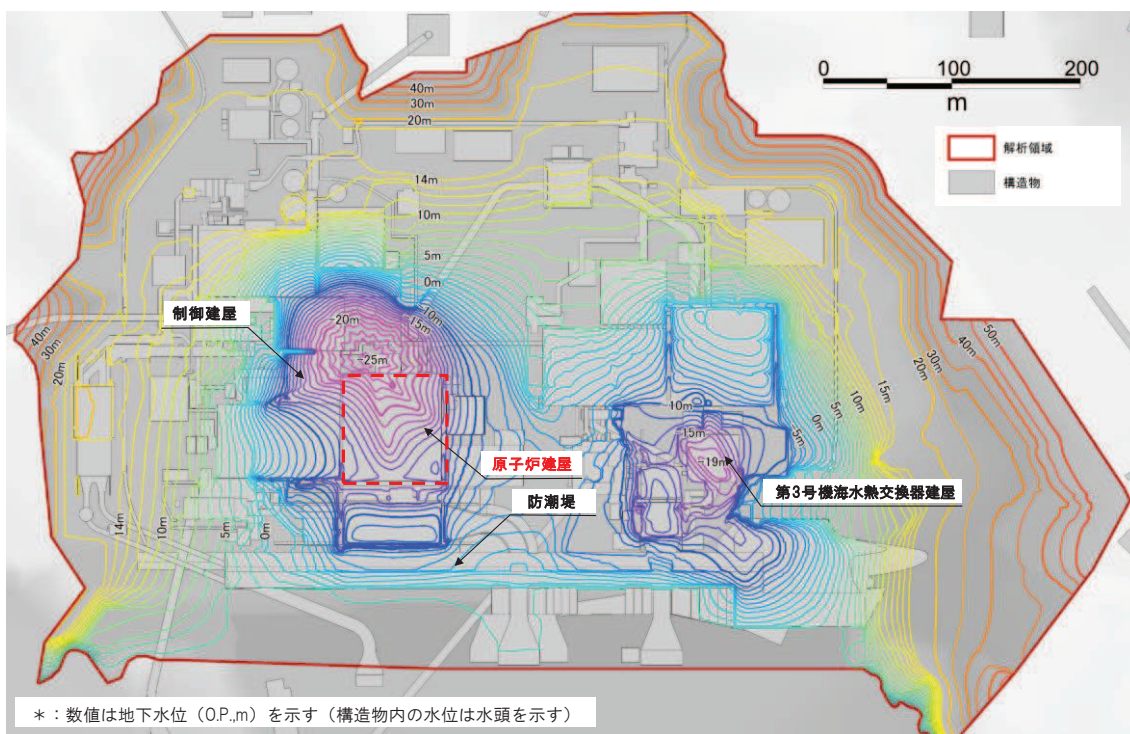 0 100 200
m
解析領域
構造物
40m
30m
20m
14m
10m
5m
0m
-10m
15m
-20m
-25m
制御建屋
40m
30m
20m
原子炉建屋
防潮堤
第3号機海水熱交換器建屋
-10m
15m
-19m
5m
0m
5m
10m
15m
20m
30m
40m
50m
14m
10m
5m
0m
*:数値は地下水位(O.P.,m)を示す(構造物内の水位は水頭を示す)